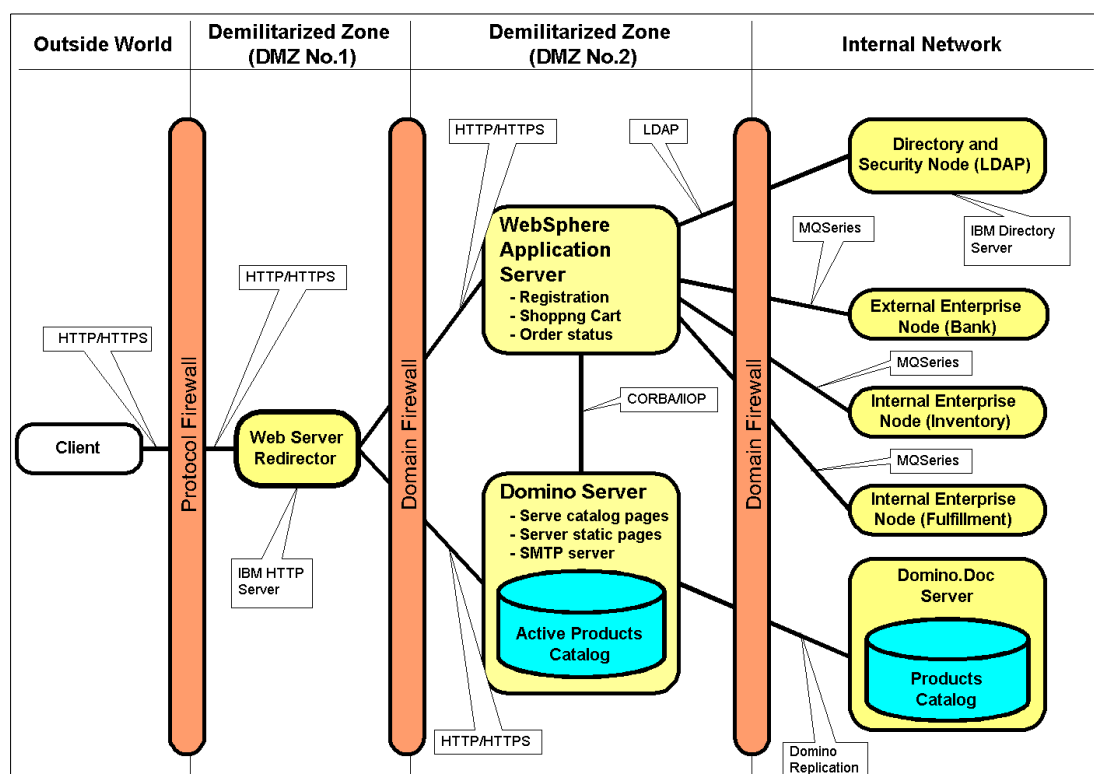 Outside World
Demilitarized Zone
(DMZ No.1)
Demilitarized Zone
(DMZ No.2)
Internal Network
HTTP/HTTPS
LDAP
Directory and
Security Node (LDAP)
WebSphere
Application
Server
- Registration
- Shoppng Cart
- Order status
MQSeries
IBM Directory
Server
HTTP/HTTPS
External Enterprise
Node (Bank)
HTTP/HTTPS
MQSeries
CORBA/IIOP
Internal Enterprise
Node (Inventory)
Client
Protocol Firewall
Web Server
Redirector
Domain Firewall
Domain Firewall
MQSeries
Domino Server
- Serve catalog pages
- Server static pages
- SMTP server
Internal Enterprise
Node (Fulfillment)
IBM HTTP
Server
Domino.Doc
Server
Active Products
Catalog
Products
Catalog
HTTP/HTTPS
Domino
Replication